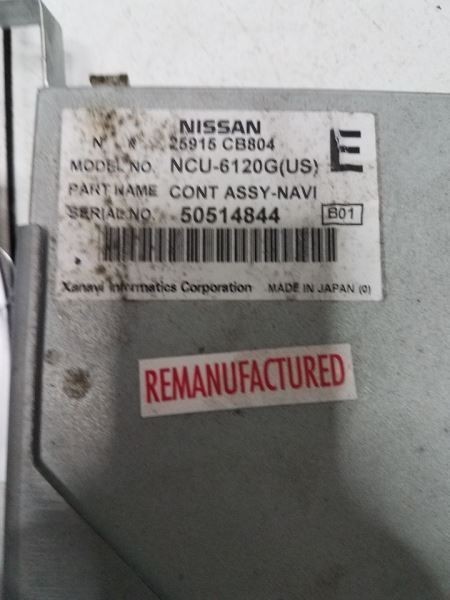 NISSAN
N # 25915 CB804
E
MODEL NO. NCU-6120G(US)
PART NAME CONT ASSY-NAVI
SERIAL NO. 50514844 B01
Xanavi Informatics Corporation MADE IN JAPAN (0)
REMANUFACTURED